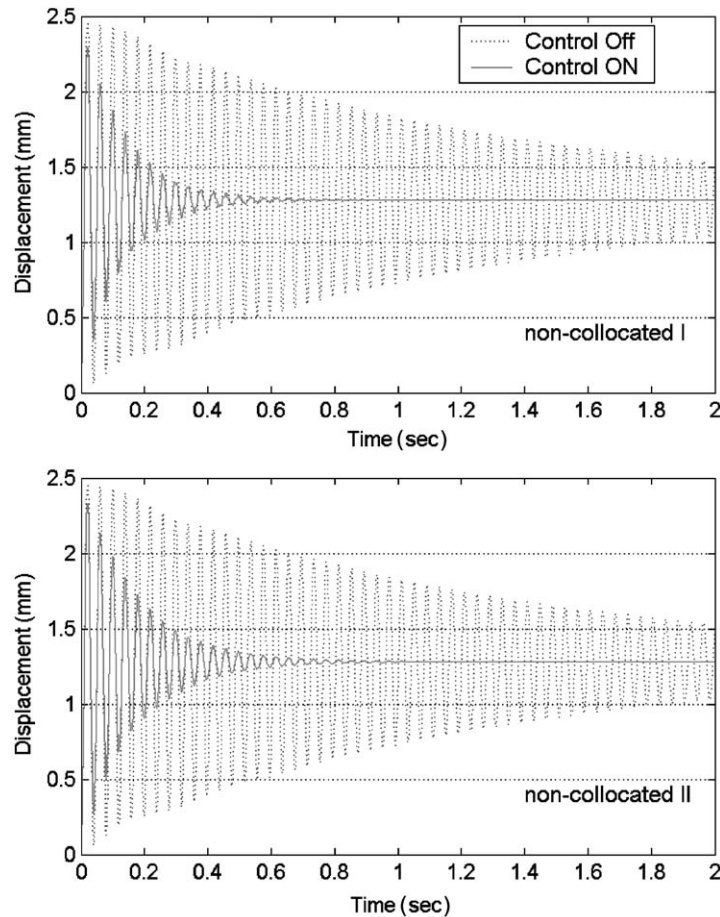 2.5
Control Off
Control ON
2
1.5
1
0.5
0
Displacement (mm)
non-collocated I
0 0.2 0.4 0.6 0.8 1 1.2 1.4 1.6 1.8 2
Time (sec)
2.5
2
1.5
1
0.5
0
Displacement (mm)
non-collocated II
0 0.2 0.4 0.6 0.8 1 1.2 1.4 1.6 1.8 2
Time (sec)